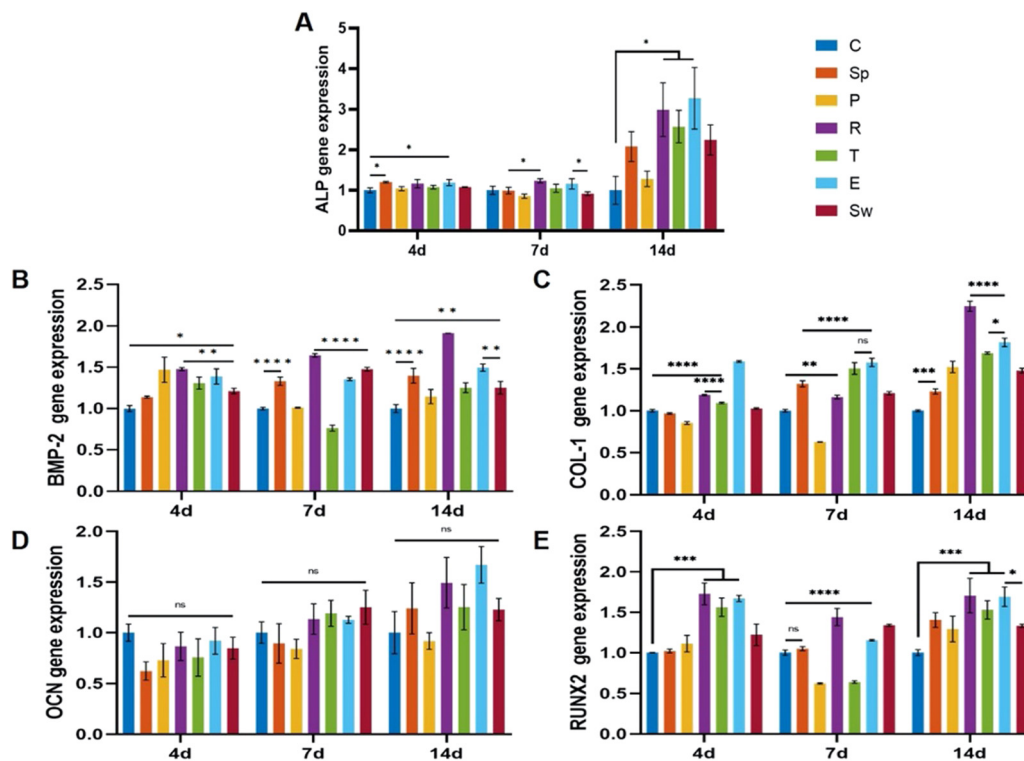 A
ALP gene expression
5
4
3
2
1
0
*
*
*
*
*
4d
7d
14d
C
Sp
P
R
T
E
Sw
B
BMP-2 gene expression
2.5
2.0
1.5
1.0
0.5
0.0
*
* *
* * * *
* * * *
* *
* * * *
* *
4d
7d
14d
C
COL-1 gene expression
2.5
2.0
1.5
1.0
0.5
0.0
****
****
****
**
ns
****
*
***
4d
7d
14d
D
OCN gene expression
2.0
1.5
1.0
0.5
0.0
ns
ns
ns
4d
7d
14d
E
RUNX2 gene expression
2.5
2.0
1.5
1.0
0.5
0.0
***
****
ns
***
*
4d
7d
14d